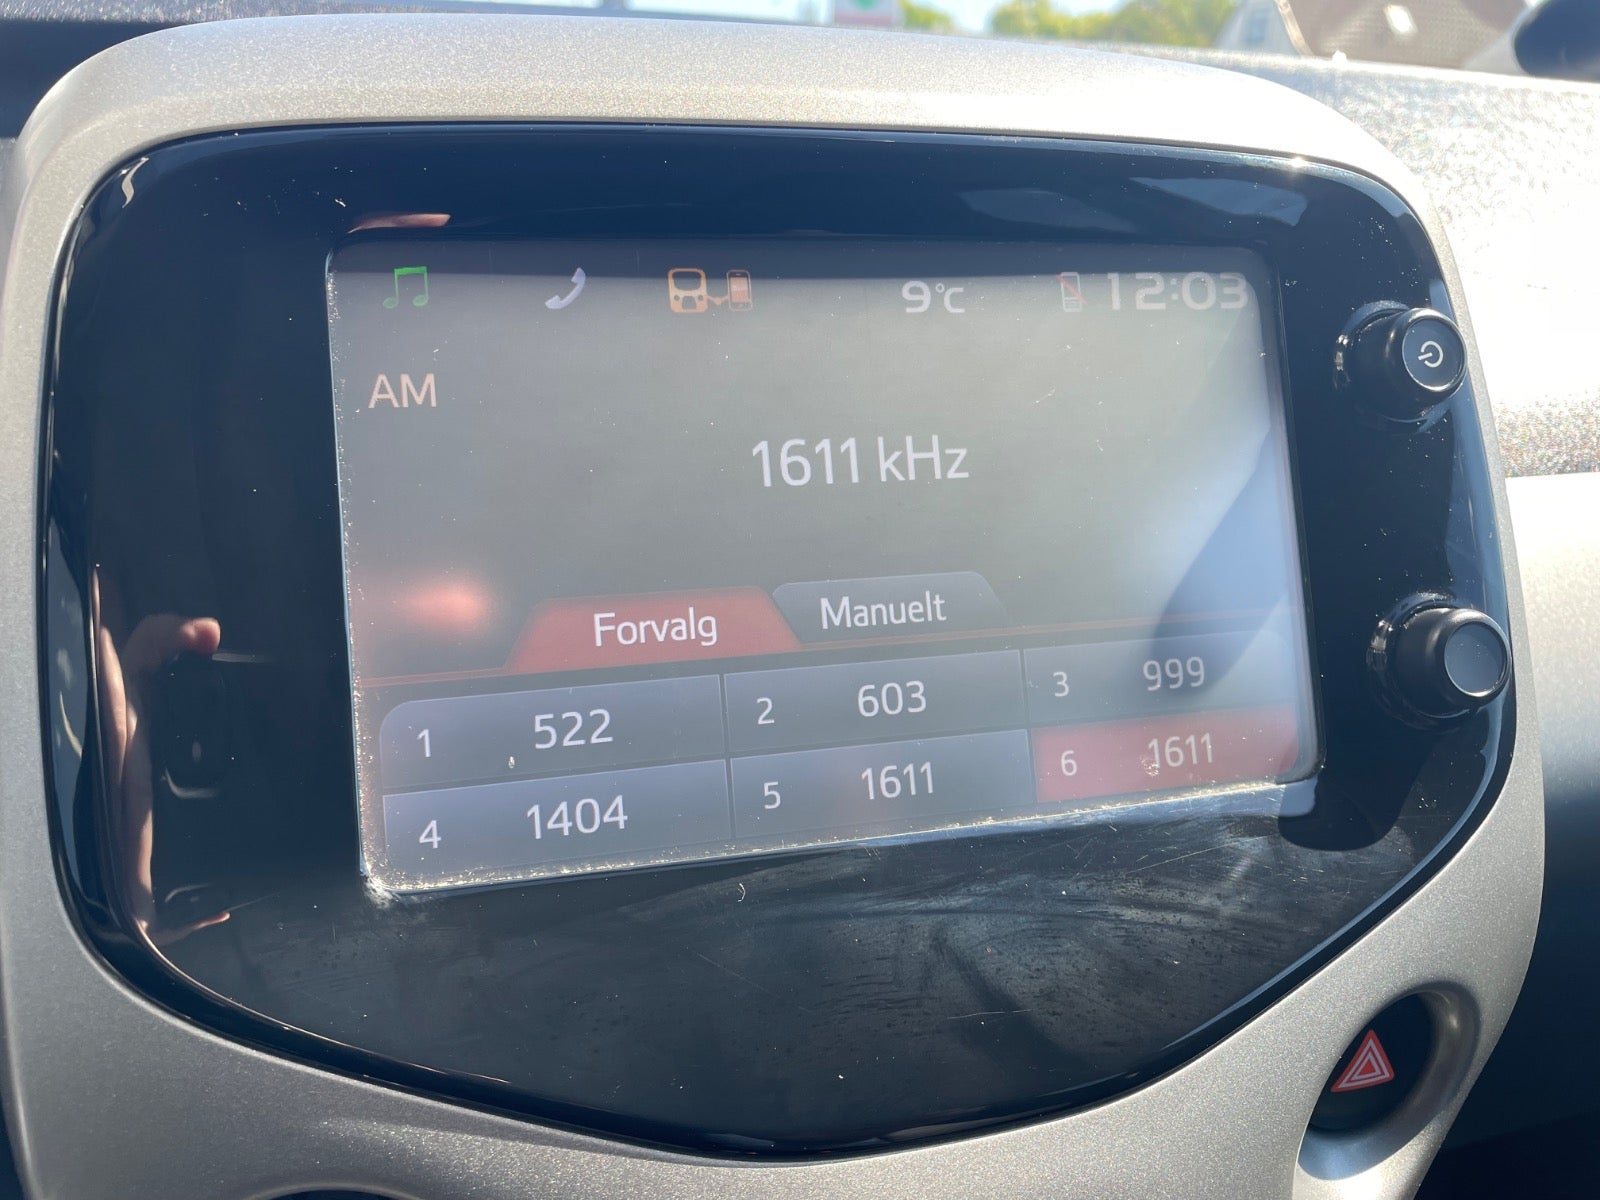 9°C 12:03
AM
1611 kHz
Forvalg Manuelt
1 522 2 603 3 999
4 1404 5 1611 6 1611